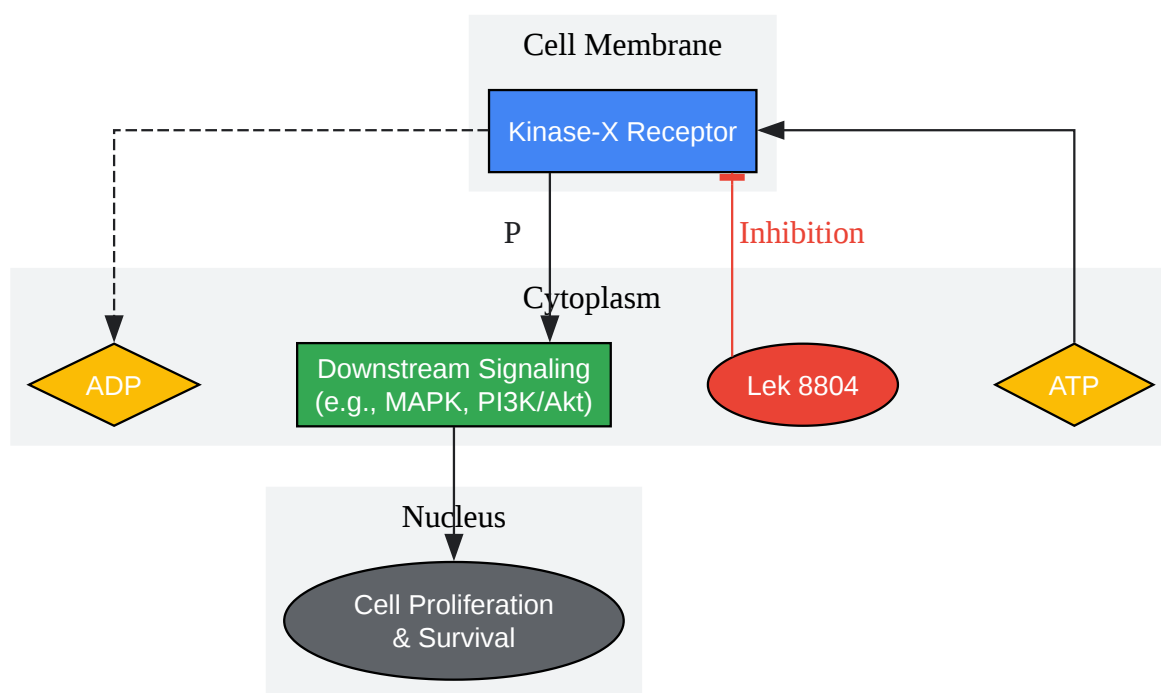 Cell Membrane
Kinase-X Receptor
P
Inhibition
Cytoplasm
ADP
Downstream Signaling
(e.g., MAPK, PI3K/Akt)
Lek 8804
ATP
Nucleus
Cell Proliferation
& Survival